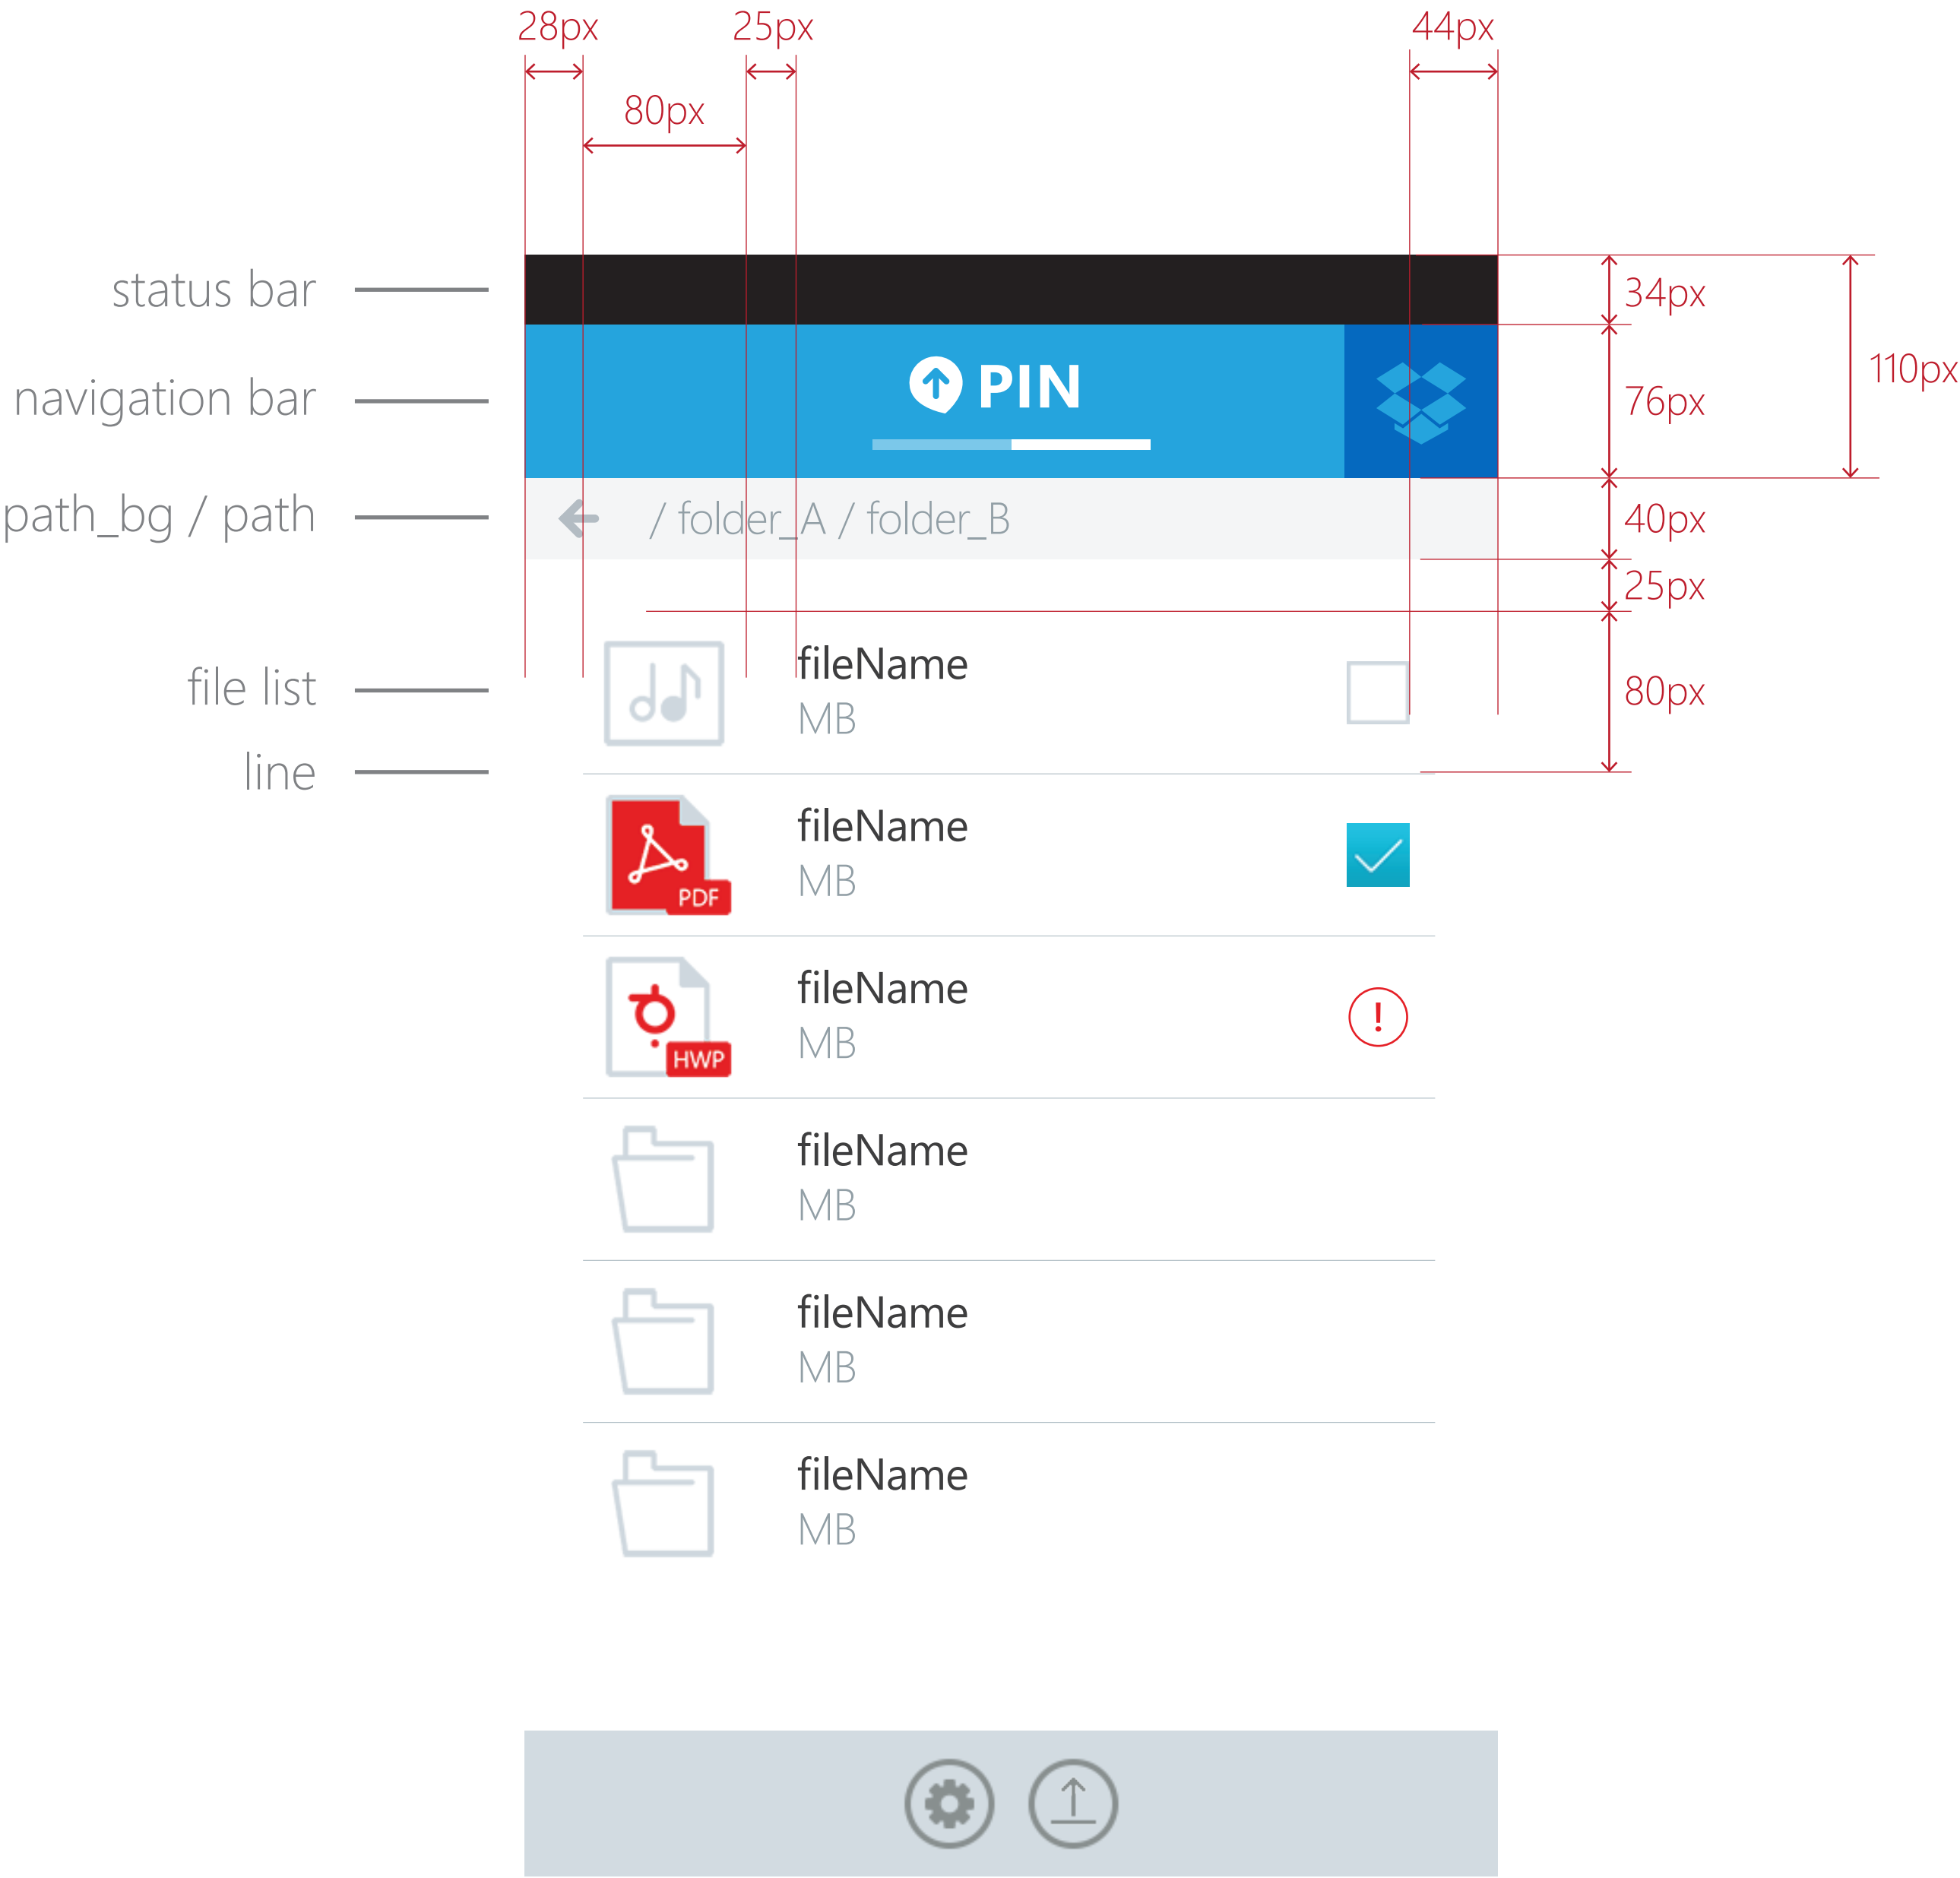 28px
25px
44px
80px
status bar
34px
PIN
110px
navigation bar
76px
path_bg / path
/ folder_A / folder_B
40px
25px
file list
fileName
MB
80px
line
fileName
MB
PDF
fileName
MB
!
HWP
fileName
MB
fileName
MB
fileName
MB